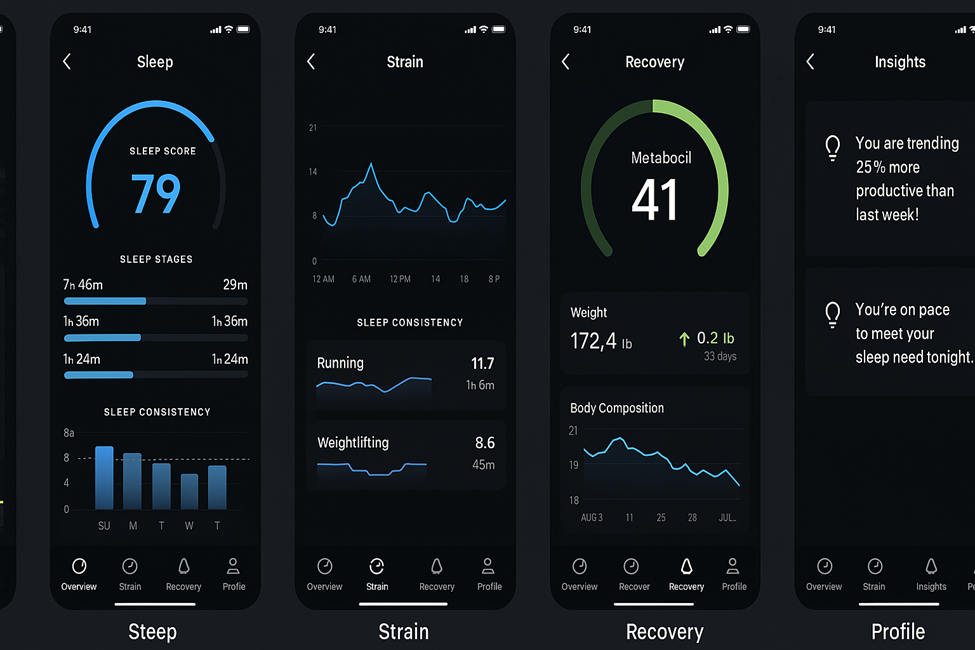 9:41
Sleep
SLEEP SCORE
79
SLEEP STAGES
7h 46m 29m
1h 36m 1h 36m
1h 24m 1h 24m
SLEEP CONSISTENCY
8a
8
4
0
SU M T W T
Overview Strain Recovery Profie
Steep
9:41
Strain
21
14
8
0
12 AM 6 AM 12 PM 14 18 8 P
SLEEP CONSISTENCY
Running 11.7
1h 6m
Weightlifting 8.6
45m
Overview Strain Recovery Profile
Strain
9:41
Recovery
Metabocil
41
Weight
172,4 lb 0.2 lb
33 days
Body Composition
21
19
18
AUG 3 11 25 28 JUL..
Overview Recover Recovery Profile
Recovery
9:41
Insights
You are trending
25% more
productive than
last week!
You're on pace
to meet your
sleep need tonight.
Overview Strain Insights
Profile